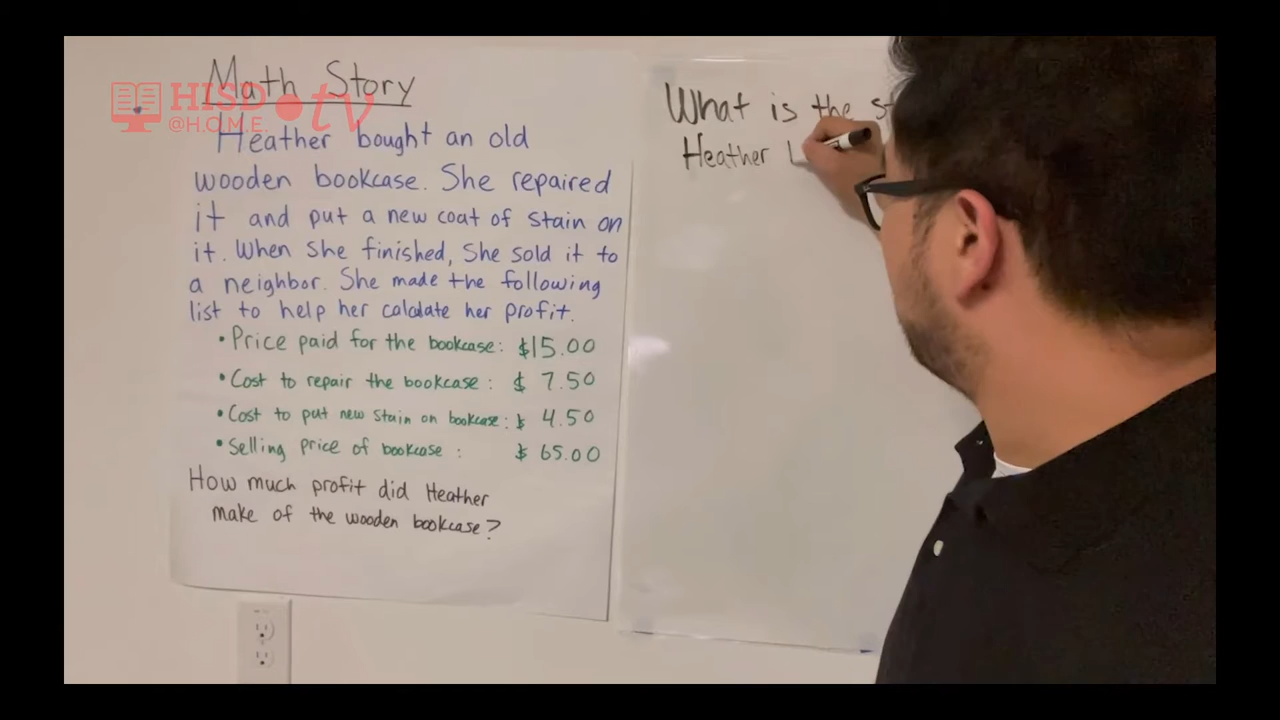 Math Story
HISD tv
@H.O.M.E.
Heather bought an old
wooden bookcase. She repaired
it and put a new coat of stain on
it. When she finished, She sold it to
a neighbor. She made the following
list to help her calculate her profit.
• Price paid for the bookcase: $15.00
• Cost to repair the bookcase: $ 7.50
• Cost to put new stain on bookcase: $ 4.50
• Selling price of bookcase : $ 65.00
How much profit did Heather
make of the wooden bookcase?
What is the st
Heather